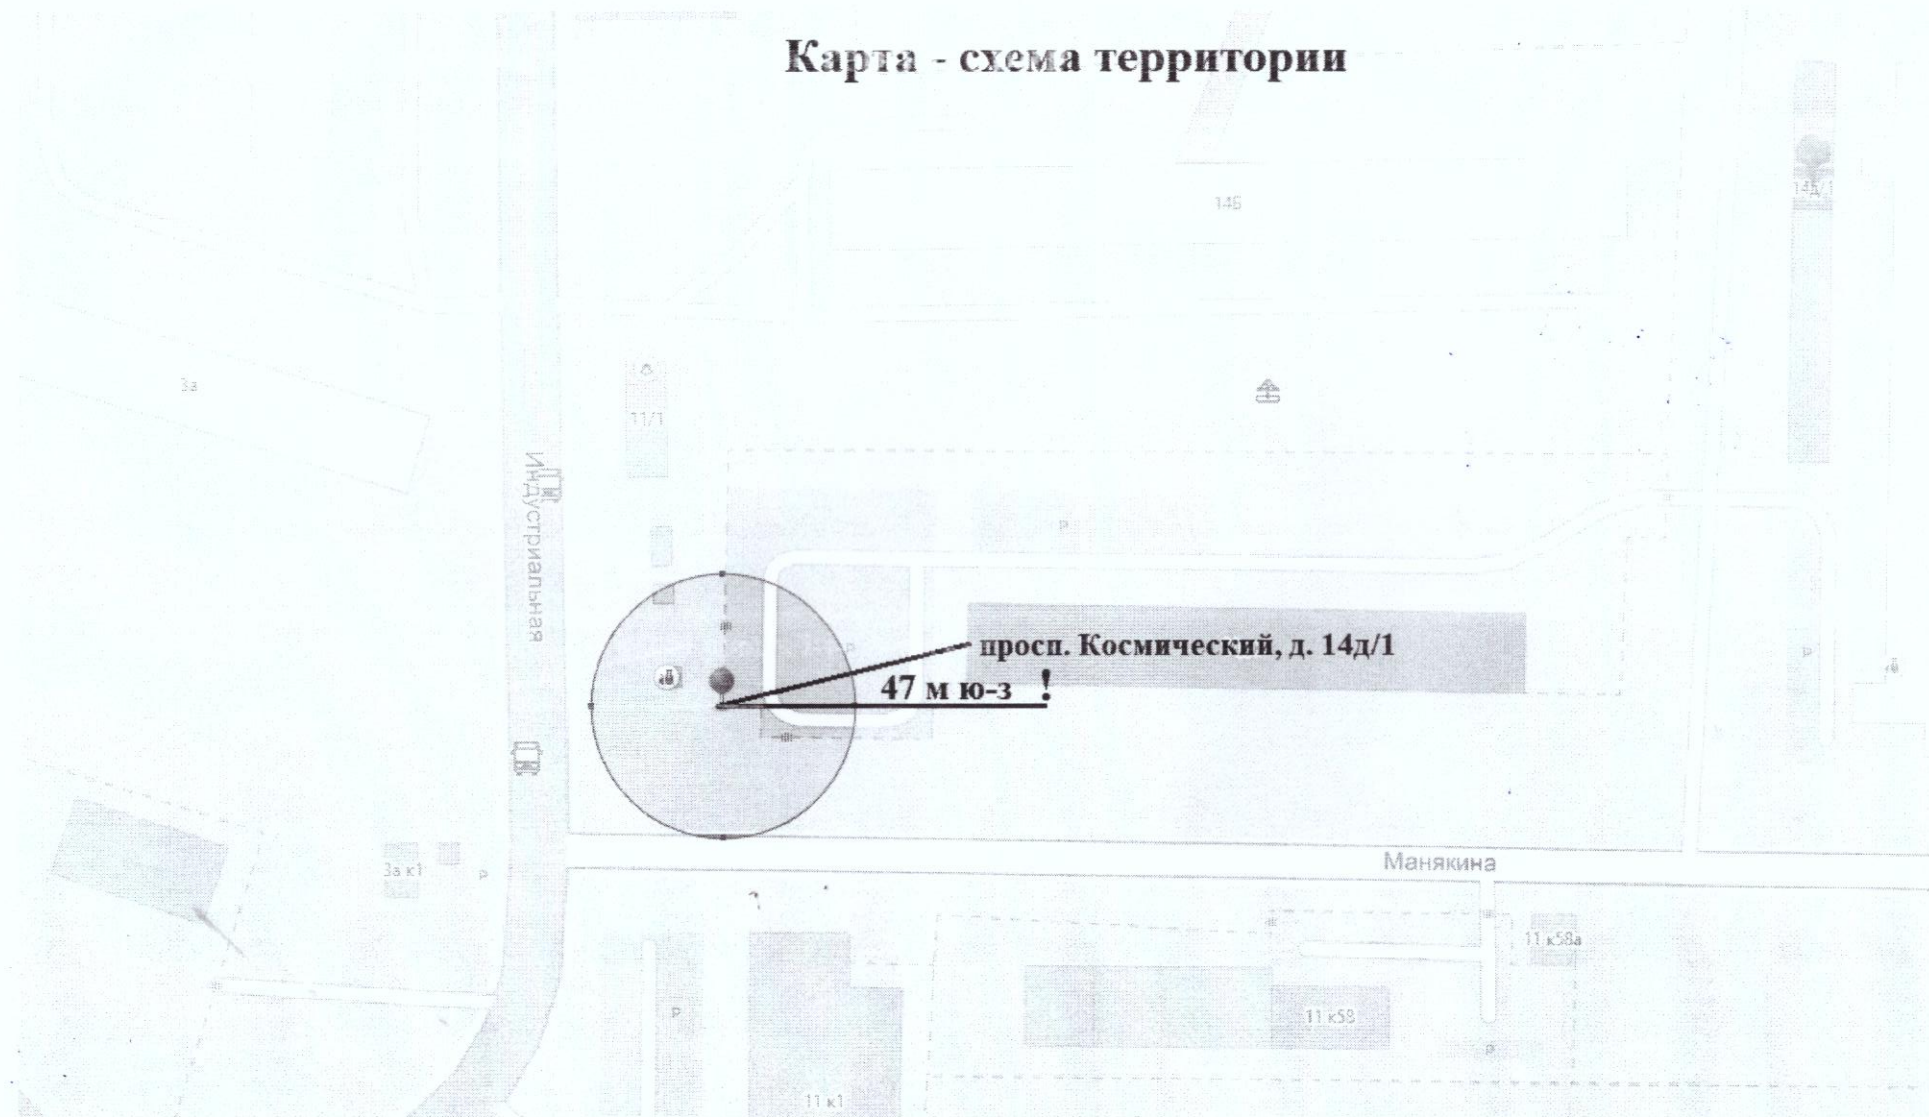 Карта - схема территории
14Б
14д/1
3а
11/1
Индустриальная
P
просп. Космический, д. 14д/1
47 м ю-з !
P
P
Манякина
3а к1
P
11 к58а
P
11 к58
P
11 к1